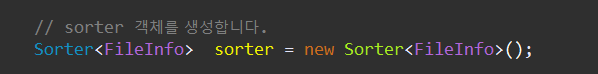 // sorter 객체를 생성합니다.
Sorter<FileInfo>  sorter = new Sorter<FileInfo>();